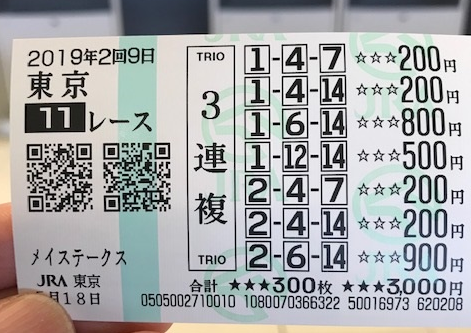 2019年2回9日
東京
11レース
メイステークス
JRA 東京
月18日
TRIO
3連複
TRIO
1-4-7 ☆☆☆200円
1-4-14 ☆☆☆200円
1-6-14 ☆☆☆800円
1-12-14 ☆☆☆500円
2-4-7 ☆☆☆200円
2-4-14 ☆☆☆200円
2-6-14 ☆☆☆900円
合計 ★★★300枚 ★★★3,000円
0505002710010 1080070366322 50016973 620208
JRA